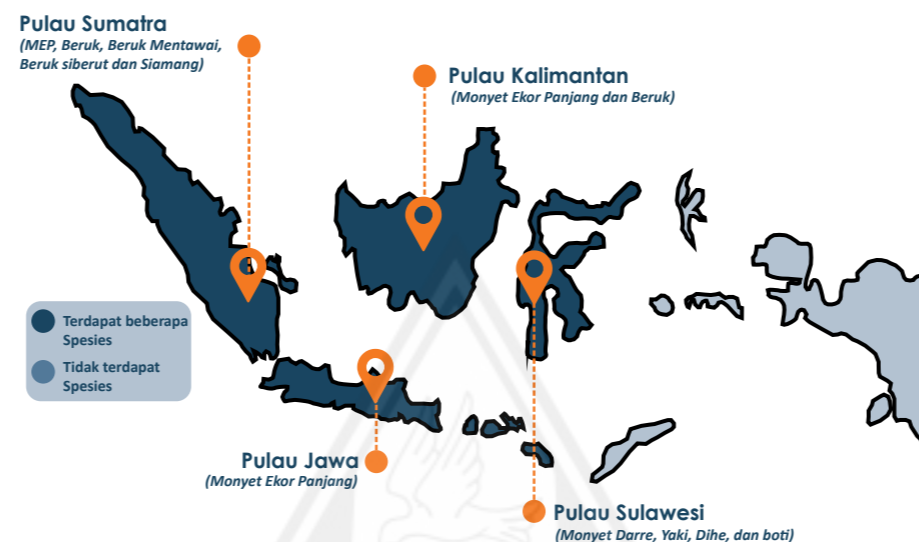 Pulau Sumatra
(MEP, Beruk, Beruk Mentawai,
Beruk siberut dan Siamang)
Pulau Kalimantan
(Monyet Ekor Panjang dan Beruk)
Terdapat beberapa
Spesies
Tidak terdapat
Spesies
Pulau Jawa
(Monyet Ekor Panjang)
Pulau Sulawesi
(Monyet Darre, Yaki, Dihe, dan boti)